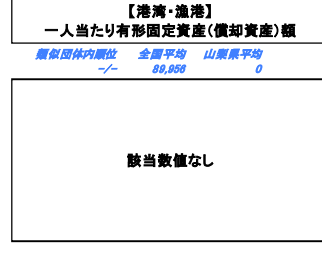 【港湾・漁港】
一人当たり有形固定資産(償却資産)額
類似団体内順位 全国平均 山梨県平均
-/- 89,956 0
該当数値なし